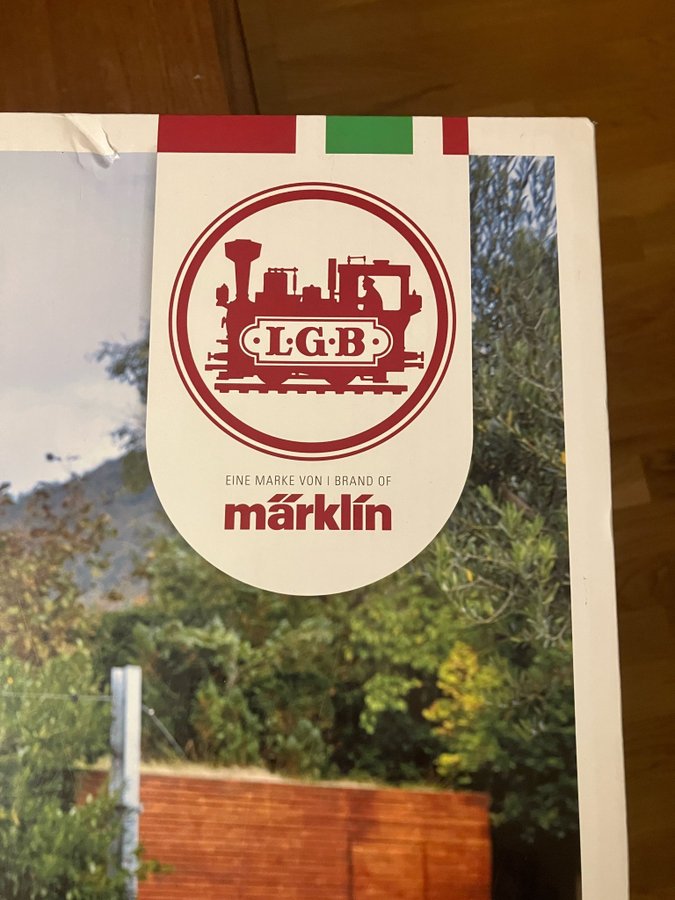 L·G·B
EINE MARKE VON | BRAND OF
märklin